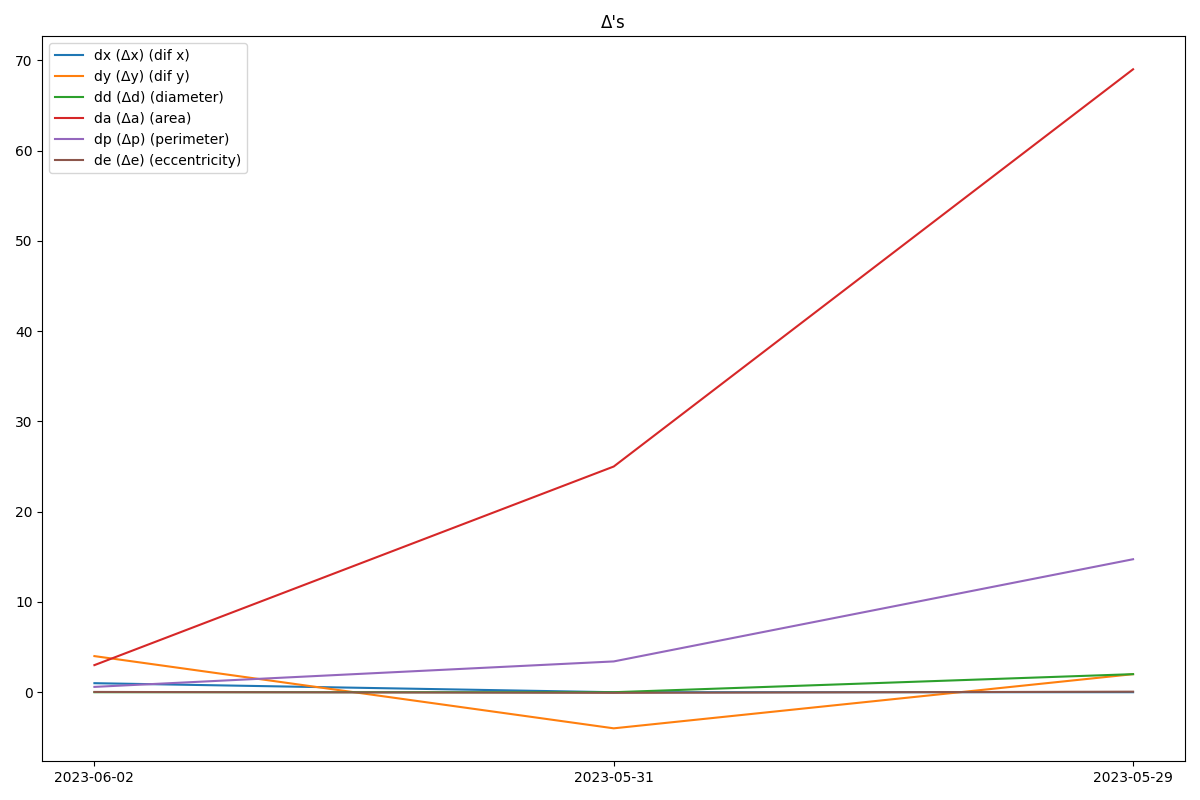 Δ's
dx (Δx) (dif x)
dy (Δy) (dif y)
dd (Δd) (diameter)
da (Δa) (area)
dp (Δp) (perimeter)
de (Δe) (eccentricity)
70
60
50
40
30
20
10
0
2023-06-02
2023-05-31
2023-05-29